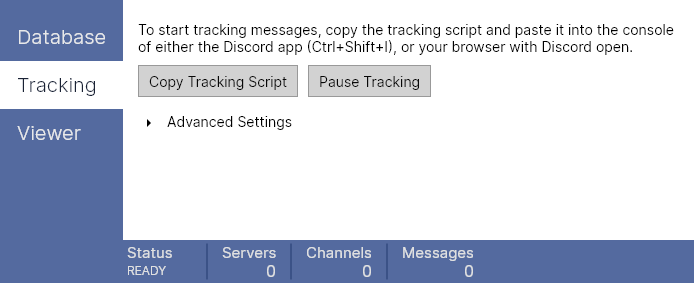 Database
Tracking
Viewer
To start tracking messages, copy the tracking script and paste it into the console
of either the Discord app (Ctrl+Shift+I), or your browser with Discord open.
Copy Tracking Script
Pause Tracking
Advanced Settings
Status
READY
Servers
0
Channels
0
Messages
0